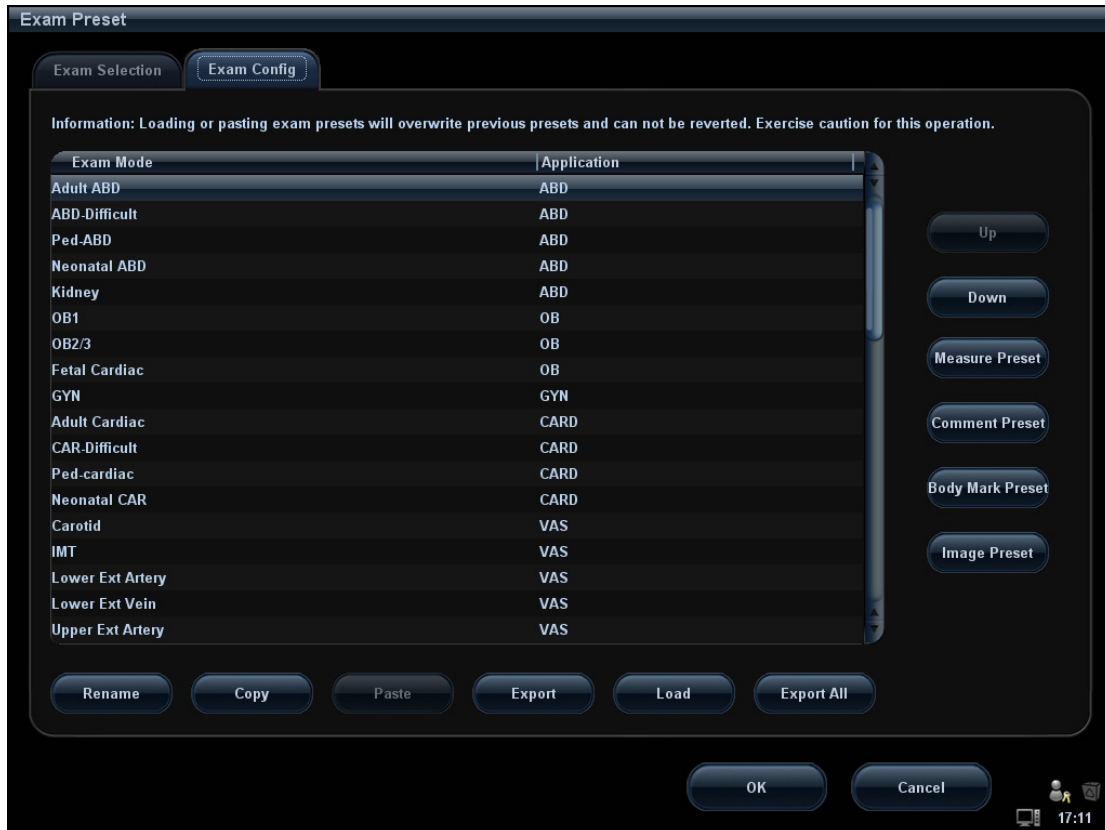 Exam Preset
Exam Selection Exam Config
Information: Loading or pasting exam presets will overwrite previous presets and can not be reverted. Exercise caution for this operation.
Exam Mode Application
Adult ABD ABD
ABD-Difficult ABD
Ped-ABD ABD
Neonatal ABD ABD
Kidney ABD
OB1 OB
OB2/3 OB
Fetal Cardiac OB
GYN GYN
Adult Cardiac CARD
CAR-Difficult CARD
Ped-cardiac CARD
Neonatal CAR CARD
Carotid VAS
IMT VAS
Lower Ext Artery VAS
Lower Ext Vein VAS
Upper Ext Artery VAS
Up
Down
Measure Preset
Comment Preset
Body Mark Preset
Image Preset
Rename Copy Paste Export Load Export All
OK Cancel
17:11